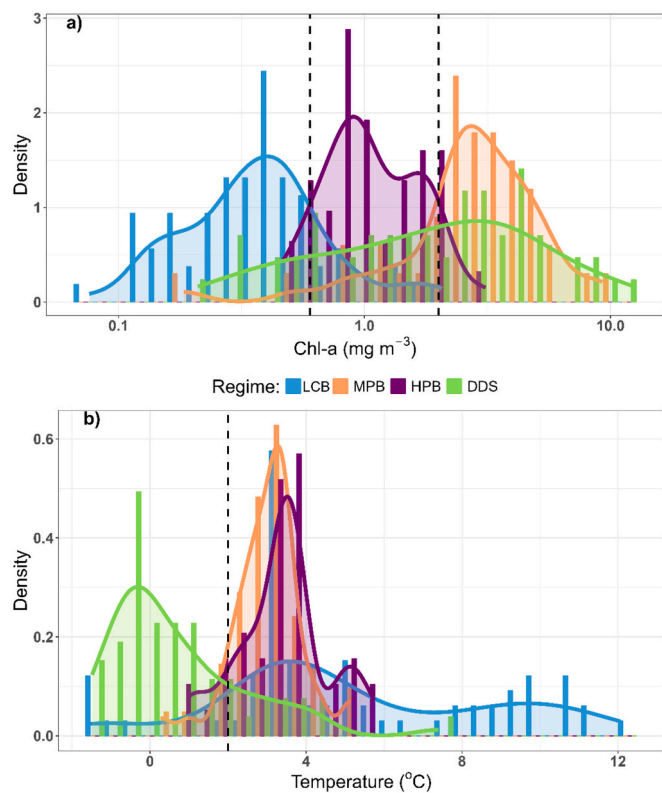 a)
3
2
1
0
Density
0.1
1.0
10.0
Chl-a (mg m⁻³)
Regime: LCB MPB HPB DDS
b)
0.6
0.4
0.2
0.0
Density
0
4
8
12
Temperature (°C)